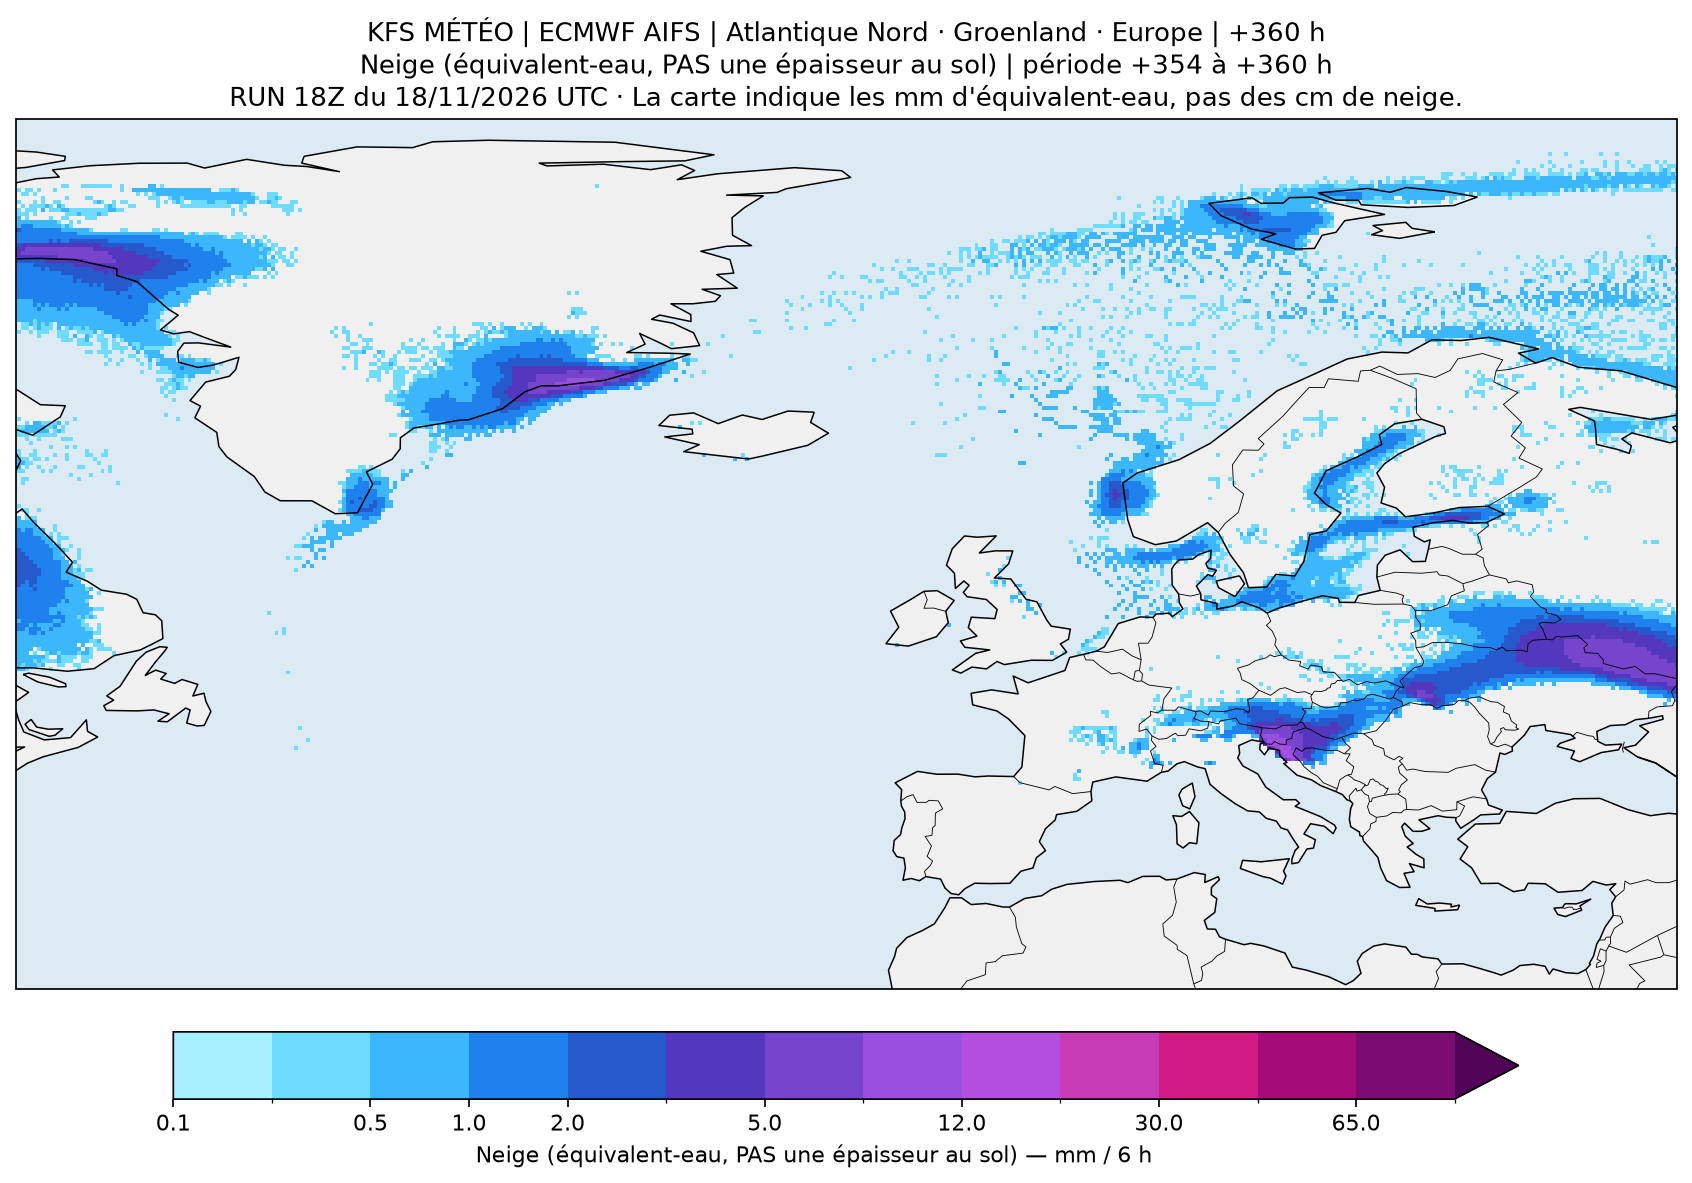 KFS MÉTÉO | ECMWF AIFS | Atlantique Nord · Groenland · Europe | +360 h
Neige (équivalent-eau, PAS une épaisseur au sol) | période +354 à +360 h
RUN 18Z du 18/11/2026 UTC · La carte indique les mm d'équivalent-eau, pas des cm de neige.
0.1 0.5 1.0 2.0 5.0 12.0 30.0 65.0
Neige (équivalent-eau, PAS une épaisseur au sol) — mm / 6 h